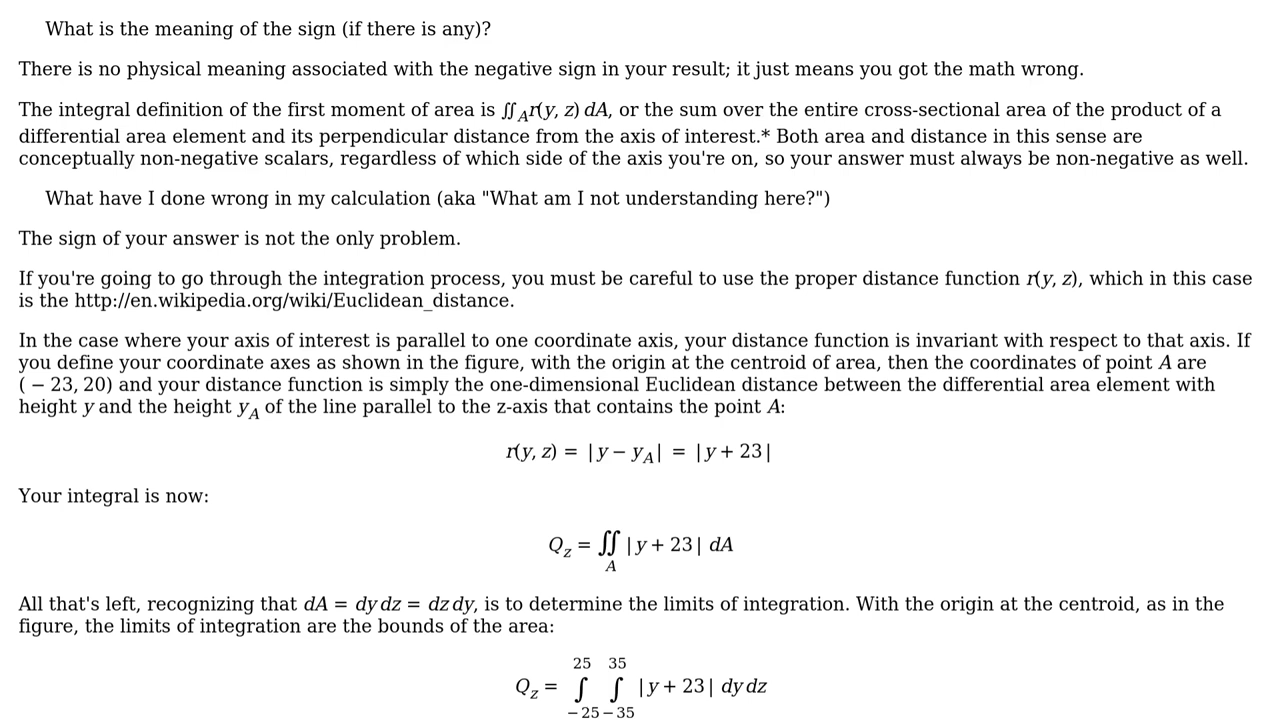 What is the meaning of the sign (if there is any)?
There is no physical meaning associated with the negative sign in your result; it just means you got the math wrong.
The integral definition of the first moment of area is ∬_A r(y, z) dA, or the sum over the entire cross-sectional area of the product of a
differential area element and its perpendicular distance from the axis of interest.* Both area and distance in this sense are
conceptually non-negative scalars, regardless of which side of the axis you're on, so your answer must always be non-negative as well.
What have I done wrong in my calculation (aka "What am I not understanding here?")
The sign of your answer is not the only problem.
If you're going to go through the integration process, you must be careful to use the proper distance function r(y, z), which in this case
is the http://en.wikipedia.org/wiki/Euclidean_distance.
In the case where your axis of interest is parallel to one coordinate axis, your distance function is invariant with respect to that axis. If
you define your coordinate axes as shown in the figure, with the origin at the centroid of area, then the coordinates of point A are
( − 23, 20) and your distance function is simply the one-dimensional Euclidean distance between the differential area element with
height y and the height y_A of the line parallel to the z-axis that contains the point A:
r(y, z) = |y − y_A| = |y + 23|
Your integral is now:
Q_z = ∬_A |y + 23| dA
All that's left, recognizing that dA = dy dz = dz dy, is to determine the limits of integration. With the origin at the centroid, as in the
figure, the limits of integration are the bounds of the area:
Q_z = ∫_{−25}^{25} ∫_{−35}^{35} |y + 23| dy dz